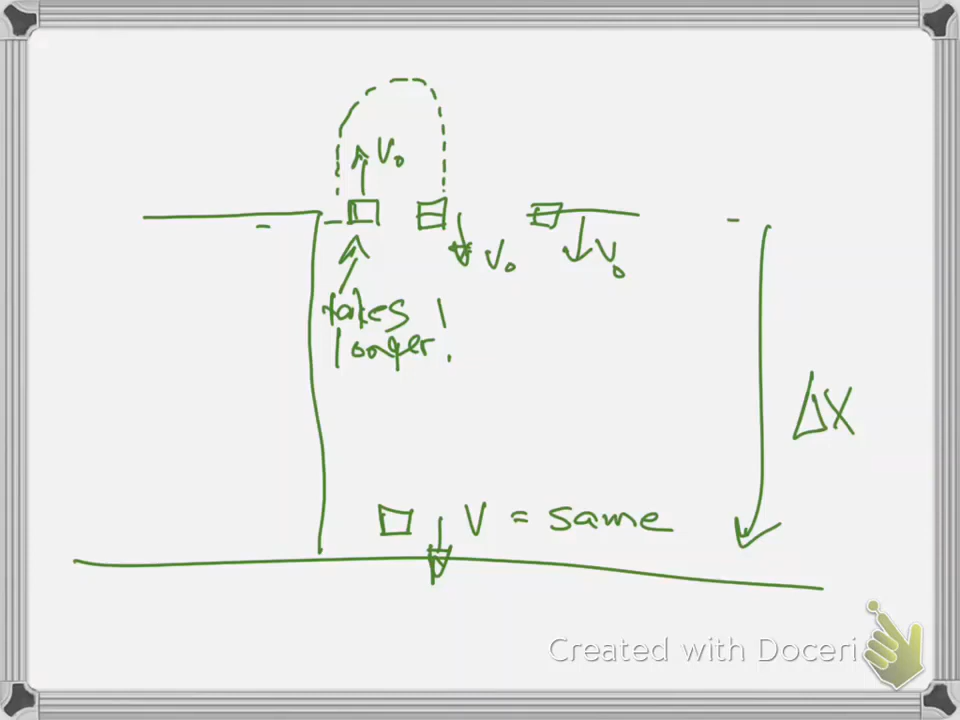 V₀
V₀
V₀
takes
longer!
ΔX
V = same
Created with Doceri